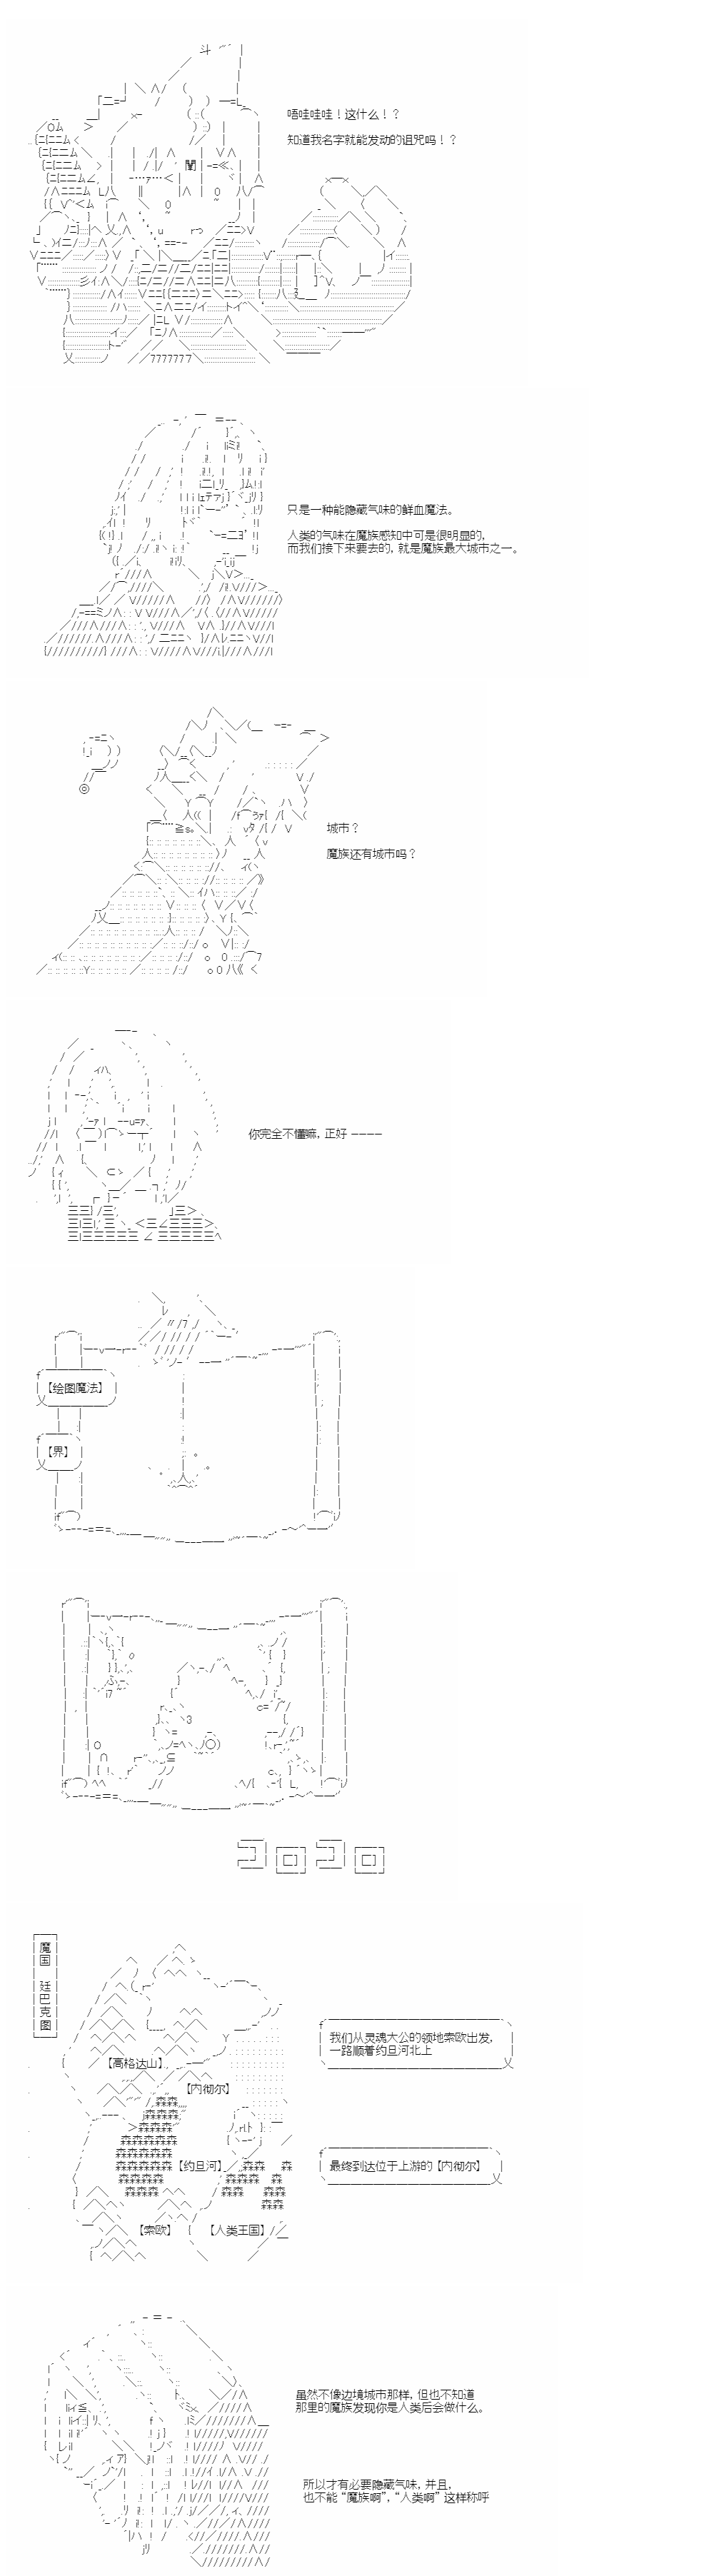 唔哇哇哇！这什么！？
知道我名字就能发动的诅咒吗！？
只是一种能隐藏气味的鲜血魔法。
人类的气味在魔族感知中可是很明显的，
而我们接下来要去的，就是魔族最大城市之一。
城市？
魔族还有城市吗？
你完全不懂嘛，正好 ————
【绘图魔法】
【界】
魔国 廷巴克图
我们从灵魂大公的领地索欧出发，
一路顺着约旦河北上
【高格达山】
【内彻尔】
【约旦河】
最终到达位于上游的【内彻尔】
【索欧】
【人类王国】
虽然不像边境城市那样，但也不知道
那里的魔族发现你是人类后会做什么。
所以才有必要隐藏气味，并且，
也不能“魔族啊”，“人类啊” 这样称呼